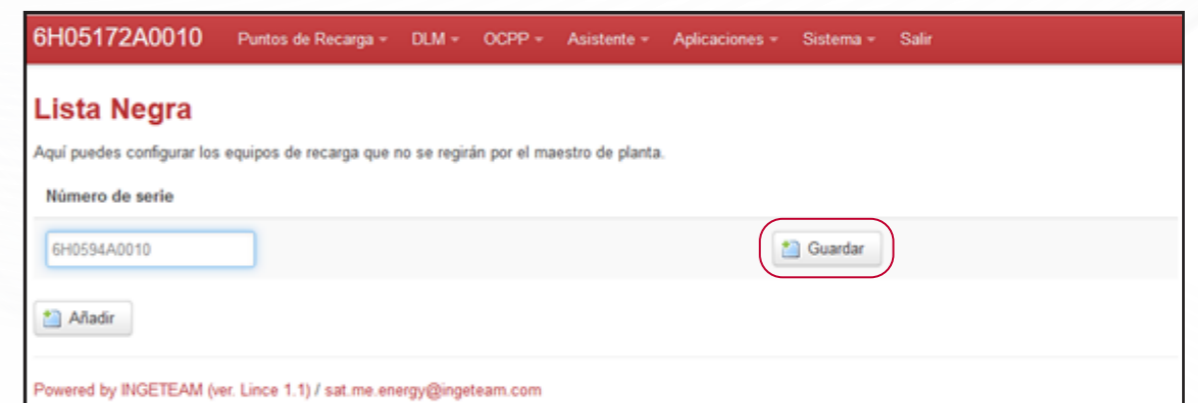 6H05172A0010 Puntos de Recarga DLM OCPP Asistente Aplicaciones Sistema Salir
Lista Negra
Aquí puedes configurar los equipos de recarga que no se regirán por el maestro de planta.
Número de serie
6H0594A0010 Guardar
Añadir
Powered by INGETEAM (ver. Lince 1.1) / sat.me.energy@ingeteam.com